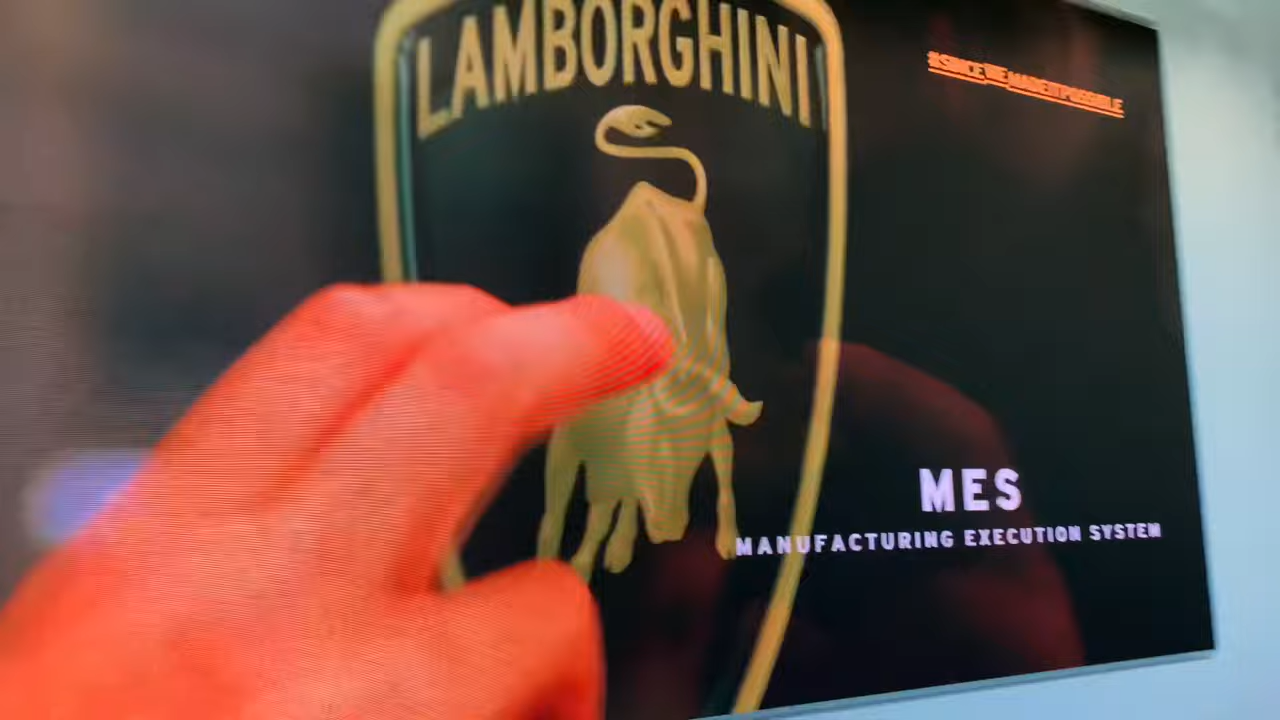 LAMBORGHINI
#SINCEWEMADEITPOSSIBLE
MES
MANUFACTURING EXECUTION SYSTEM